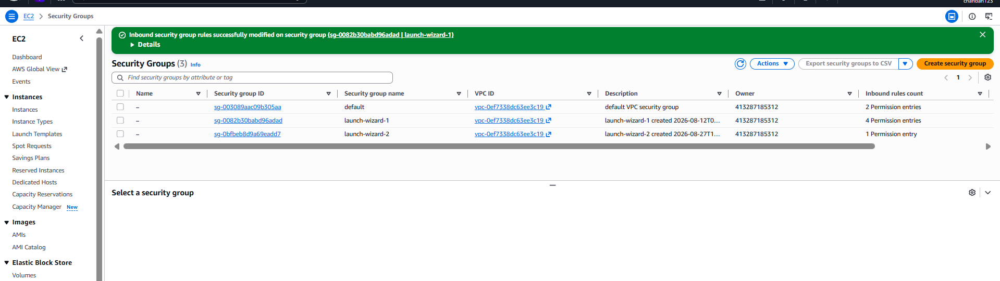 chandan123
EC2 > Security Groups
EC2
Dashboard
AWS Global View
Events
Instances
Instances
Instance Types
Launch Templates
Spot Requests
Savings Plans
Reserved Instances
Dedicated Hosts
Capacity Reservations
Capacity Manager New
Images
AMIs
AMI Catalog
Elastic Block Store
Volumes
Inbound security group rules successfully modified on security group (sg-0082b30babd96adad | launch-wizard-1)
Details
Security Groups (3) Info
Actions
Export security groups to CSV
Create security group
Find security groups by attribute or tag
1
Name Security group ID Security group name VPC ID Description Owner Inbound rules count
– sg-003089aac09b305aa default vpc-0ef7338dc63ee3c19 default VPC security group 413287185312 2 Permission entries
– sg-0082b30babd96adad launch-wizard-1 vpc-0ef7338dc63ee3c19 launch-wizard-1 created 2026-08-12T0... 413287185312 4 Permission entries
– sg-0bfbeb8d9a69eadd7 launch-wizard-2 vpc-0ef7338dc63ee3c19 launch-wizard-2 created 2026-08-27T1... 413287185312 1 Permission entry
Select a security group